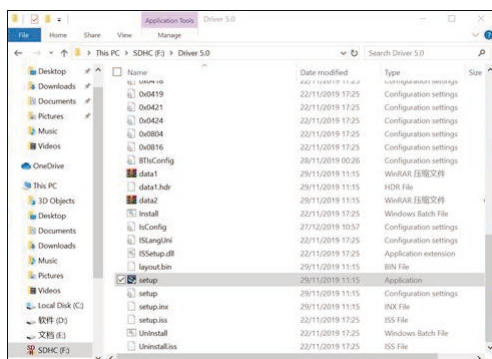 Application Tools Driver 5.0
File Home Share View Manage
This PC > SDHC (F:) > Driver 5.0
Search Driver 5.0
Name Date modified Type Size
0x0416 22/11/2019 17:25 Configuration settings
0x0419 22/11/2019 17:25 Configuration settings
0x0421 22/11/2019 17:25 Configuration settings
0x0424 22/11/2019 17:25 Configuration settings
0x0804 22/11/2019 17:25 Configuration settings
0x0816 22/11/2019 17:25 Configuration settings
BTIsConfig 28/11/2019 00:26 Configuration settings
data1 29/11/2019 11:15 WinRAR 压缩文件
data1.hdr 29/11/2019 11:15 HDR File
data2 29/11/2019 11:15 WinRAR 压缩文件
Install 22/11/2019 17:25 Windows Batch File
IsConfig 27/12/2019 10:57 Configuration settings
ISLangUni 22/11/2019 17:25 Configuration settings
ISSetup.dll 22/11/2019 17:25 Application extension
layout.bin 29/11/2019 11:15 BIN File
setup 29/11/2019 11:15 Application
setup 29/11/2019 11:15 Configuration settings
setup.inx 29/11/2019 11:15 INX File
setup.iss 22/11/2019 17:25 ISS File
UnInstall 22/11/2019 17:25 Windows Batch File
Uninstall.iss 22/11/2019 17:25 ISS File
Desktop
Downloads
Documents
Pictures
Music
Videos
OneDrive
This PC
3D Objects
Desktop
Documents
Downloads
Music
Pictures
Videos
Local Disk (C:)
软件 (D:)
文档 (E:)
SDHC (F:)